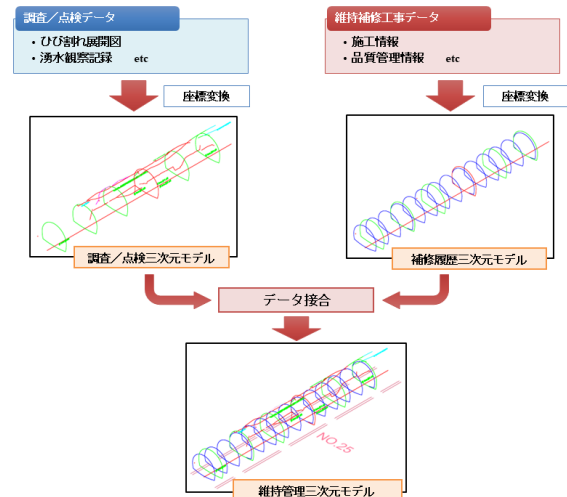 調査／点検データ
・ひび割れ展開図
・湧水観察記録 etc
維持補修工事データ
・施工情報
・品質管理情報 etc
座標変換
座標変換
調査／点検三次元モデル
補修履歴三次元モデル
データ接合
NO.25
維持管理三次元モデル